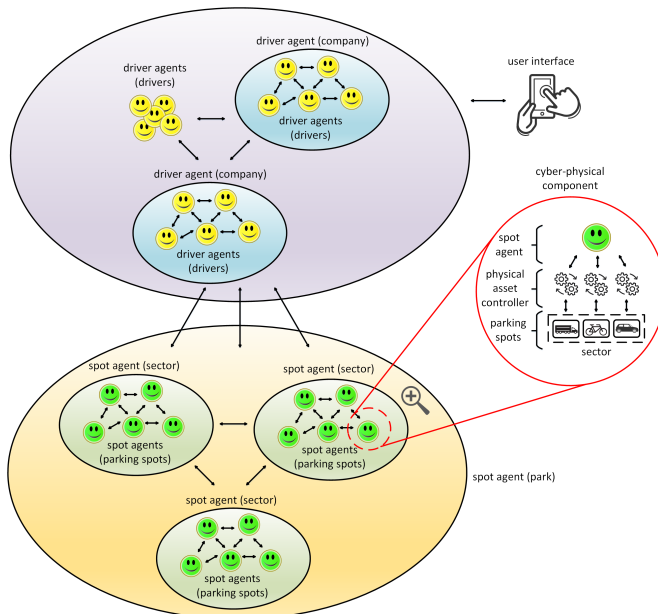 driver agent (company)
driver agents
(drivers)
driver agents
(drivers)
user interface
driver agent (company)
driver agents
(drivers)
cyber-physical
component
spot
agent
physical
asset
controller
parking
spots
sector
spot agent (sector)
spot agents
(parking spots)
spot agent (sector)
spot agents
(parking spots)
spot agent (park)
spot agent (sector)
spot agents
(parking spots)